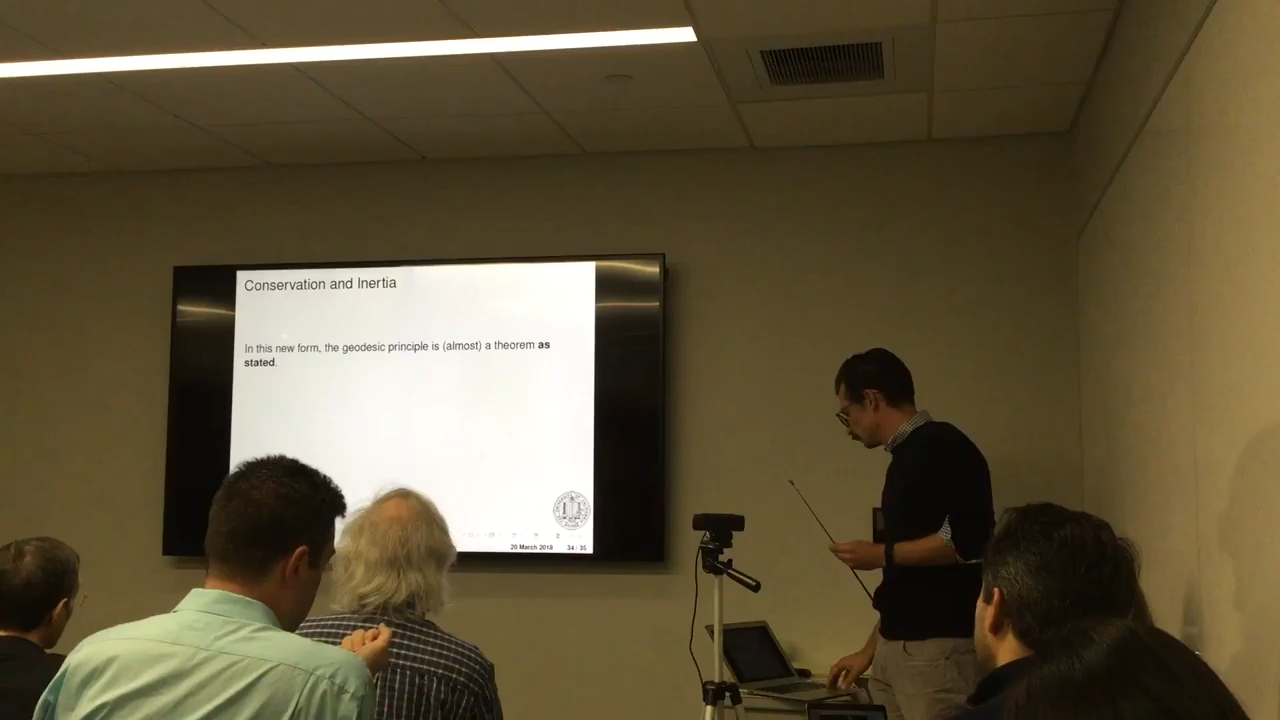 Conservation and Inertia
In this new form, the geodesic principle is (almost) a theorem as
stated.
20 March 2018 34 / 35